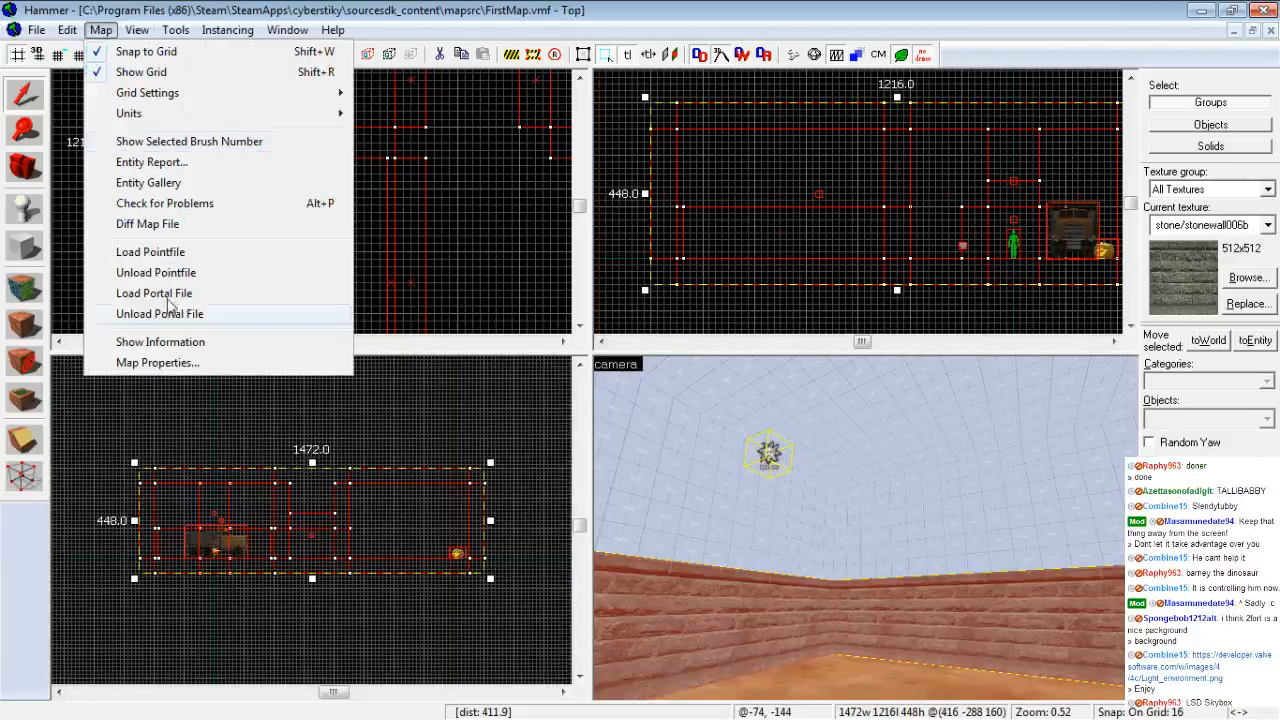 Hammer - [C:\Program Files (x86)\Steam\SteamApps\cyberstiky\sourcesdk_content\mapsrc\FirstMap.vmf - Top]
File Edit Map View Tools Instancing Window Help
Snap to Grid Shift+W
Show Grid Shift+R
Grid Settings
Units
Show Selected Brush Number
Entity Report...
Entity Gallery
Check for Problems Alt+P
Diff Map File
Load Pointfile
Unload Pointfile
Load Portal File
Unload Portal File
Show Information
Map Properties...
1216.0
448.0
1472.0
448.0
camera
Select:
Groups
Objects
Solids
Texture group:
All Textures
Current texture:
stone/stonewall006b
512x512
Browse...
Replace...
Move
selected:
toWorld
toEntity
Categories:
Objects:
Random Yaw
Raphy963: doner
» done
Azettasonofadigit: TALLIBABBY
Combine15: Slendytubby
Mod Masamunedate94: Keep that
thing away from the screen!!
» Dont let it take advantage over you
Combine15: He cant help it
Raphy963: barney the dinosaur
Combine15: It is controlling him now.
Mod Masamunedate94: ^ Sadly :c
Spongebob1212alt: i think 2fort is a
nice packground
» background
Combine15: https://developer.valve
software.com/w/images/4
/4c/Light_environment.png
» Enjoy
Raphy963: LSD Skybox
[dist: 411.9]
@-74, -144
1472w 1216l 448h @(416 -288 160)
Zoom: 0.52
Snap: On Grid: 16
<->